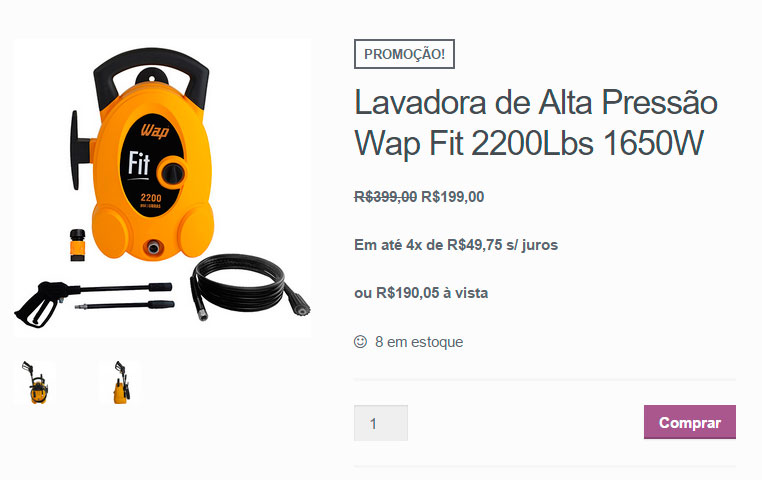 Wap
Fit
2200
PROMOÇÃO!
Lavadora de Alta Pressão
Wap Fit 2200Lbs 1650W
R$399,00 R$199,00
Em até 4x de R$49,75 s/ juros
ou R$190,05 à vista
8 em estoque
1
Comprar